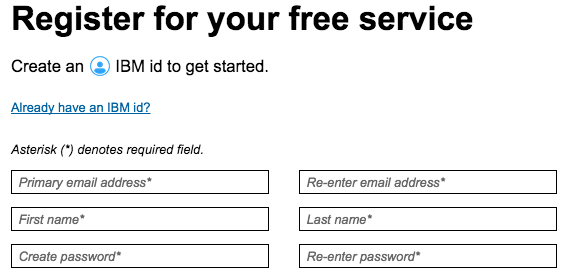 Register for your free service
Create an IBM id to get started.
Already have an IBM id?
Asterisk (*) denotes required field.
Primary email address* Re-enter email address*
First name* Last name*
Create password* Re-enter password*